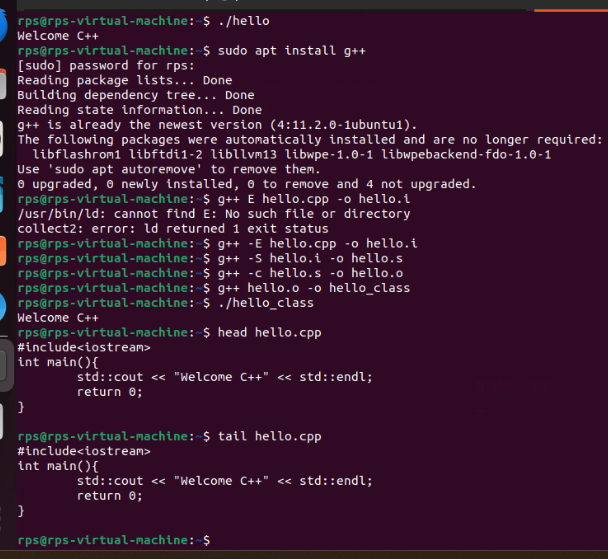 rps@rps-virtual-machine:~$ ./hello
Welcome C++
rps@rps-virtual-machine:~$ sudo apt install g++
[sudo] password for rps:
Reading package lists... Done
Building dependency tree... Done
Reading state information... Done
g++ is already the newest version (4:11.2.0-1ubuntu1).
The following packages were automatically installed and are no longer required:
  libflashrom1 libftdi1-2 libllvm13 libwpe-1.0-1 libwpebackend-fdo-1.0-1
Use 'sudo apt autoremove' to remove them.
0 upgraded, 0 newly installed, 0 to remove and 4 not upgraded.
rps@rps-virtual-machine:~$ g++ E hello.cpp -o hello.i
/usr/bin/ld: cannot find E: No such file or directory
collect2: error: ld returned 1 exit status
rps@rps-virtual-machine:~$ g++ -E hello.cpp -o hello.i
rps@rps-virtual-machine:~$ g++ -S hello.i -o hello.s
rps@rps-virtual-machine:~$ g++ -c hello.s -o hello.o
rps@rps-virtual-machine:~$ g++ hello.o -o hello_class
rps@rps-virtual-machine:~$ ./hello_class
Welcome C++
rps@rps-virtual-machine:~$ head hello.cpp
#include<iostream>
int main(){
        std::cout << "Welcome C++" << std::endl;
        return 0;
}

rps@rps-virtual-machine:~$ tail hello.cpp
#include<iostream>
int main(){
        std::cout << "Welcome C++" << std::endl;
        return 0;
}

rps@rps-virtual-machine:~$